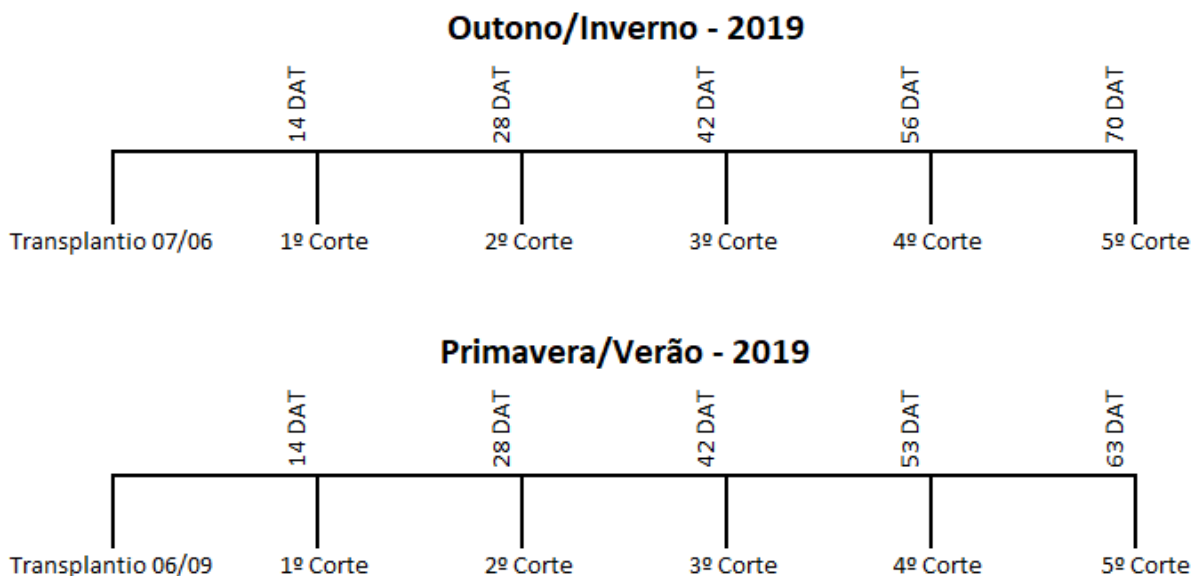 Outono/Inverno - 2019
14 DAT
28 DAT
42 DAT
56 DAT
70 DAT
Transplantio 07/06
1º Corte
2º Corte
3º Corte
4º Corte
5º Corte
Primavera/Verão - 2019
14 DAT
28 DAT
42 DAT
53 DAT
63 DAT
Transplantio 06/09
1º Corte
2º Corte
3º Corte
4º Corte
5º Corte